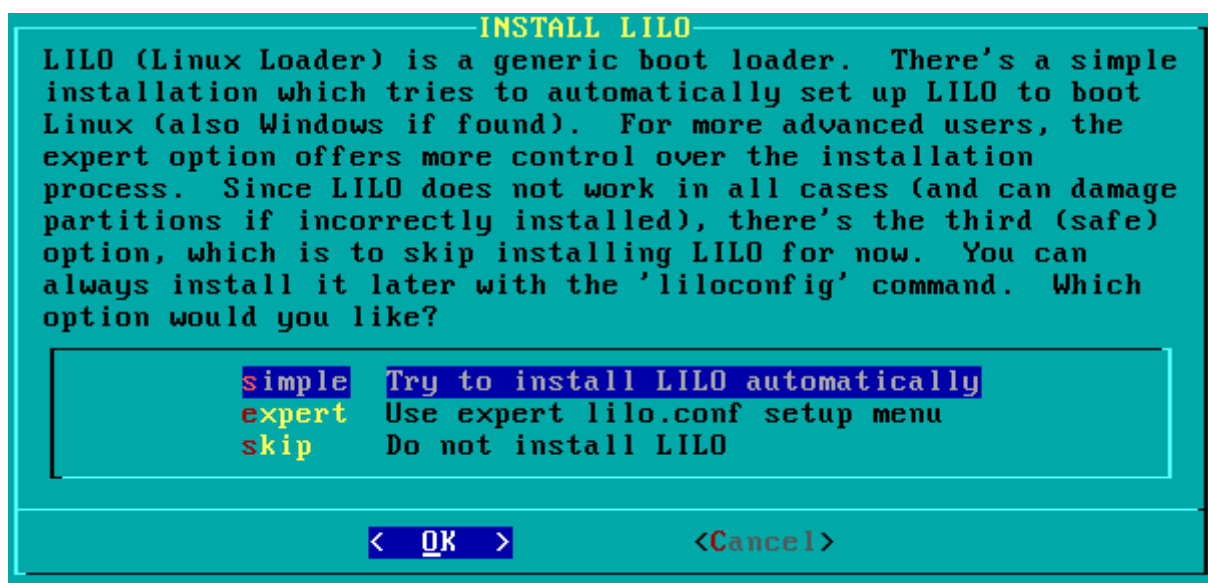 INSTALL LILO
LILO (Linux Loader) is a generic boot loader.  There's a simple
installation which tries to automatically set up LILO to boot
Linux (also Windows if found).  For more advanced users, the
expert option offers more control over the installation
process.  Since LILO does not work in all cases (and can damage
partitions if incorrectly installed), there's the third (safe)
option, which is to skip installing LILO for now.  You can
always install it later with the 'liloconfig' command.  Which
option would you like?
simple  Try to install LILO automatically
expert  Use expert lilo.conf setup menu
skip    Do not install LILO
<  OK  >          <Cancel>